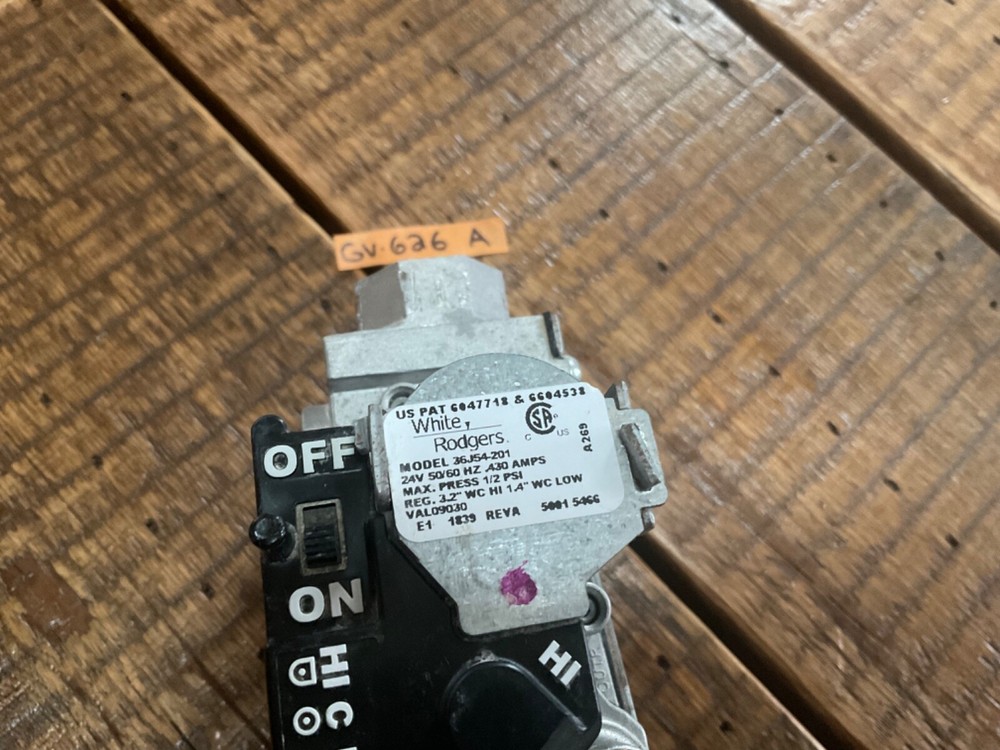 GV-626 A
US PAT 6047718 & 6604538
White,
Rodgers.
C US
A269
MODEL 36J54-201
24V 50/60 HZ .430 AMPS
MAX. PRESS 1/2 PSI
REG. 3.2" WC HI 1.4" WC LOW
VAL09030
E1 1839 REVA 5001 5466
OFF
ON
HI
HI
C